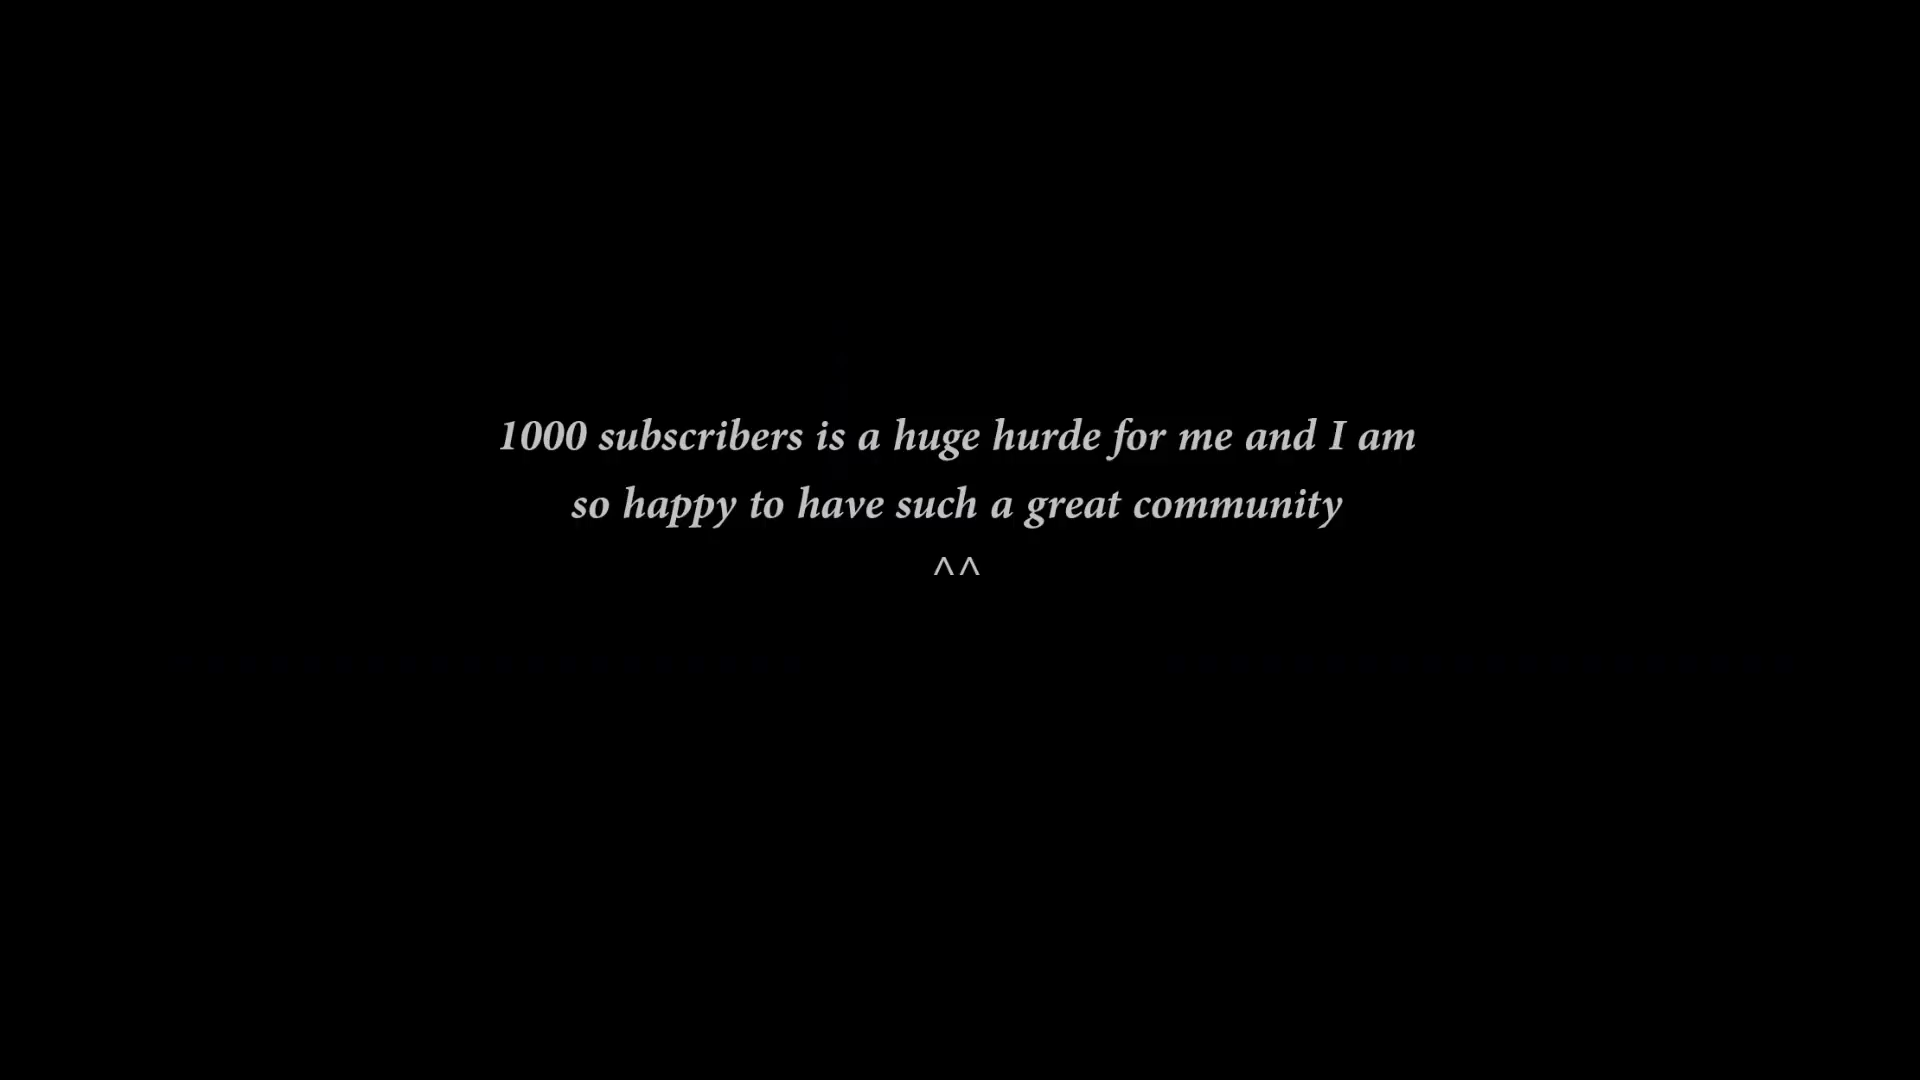 1000 subscribers is a huge hurde for me and I am
so happy to have such a great community
^^